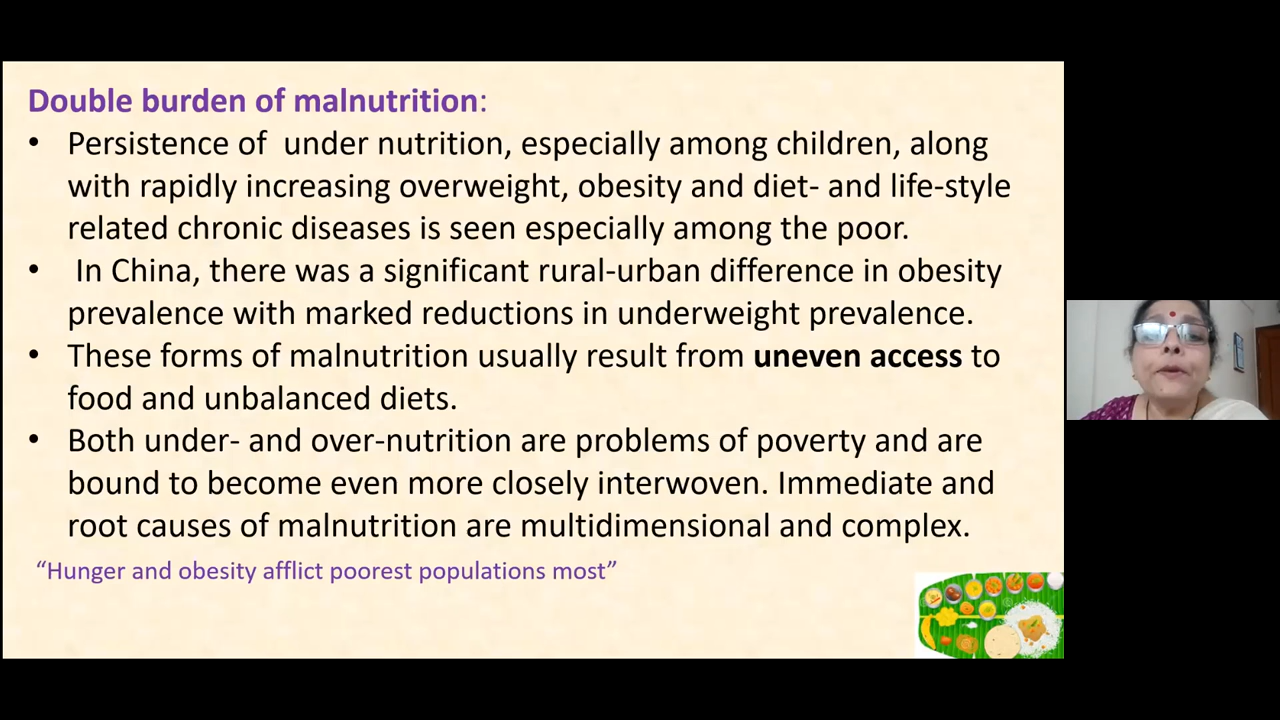 Double burden of malnutrition:
• Persistence of under nutrition, especially among children, along
with rapidly increasing overweight, obesity and diet- and life-style
related chronic diseases is seen especially among the poor.
• In China, there was a significant rural-urban difference in obesity
prevalence with marked reductions in underweight prevalence.
• These forms of malnutrition usually result from uneven access to
food and unbalanced diets.
• Both under- and over-nutrition are problems of poverty and are
bound to become even more closely interwoven. Immediate and
root causes of malnutrition are multidimensional and complex.
“Hunger and obesity afflict poorest populations most”